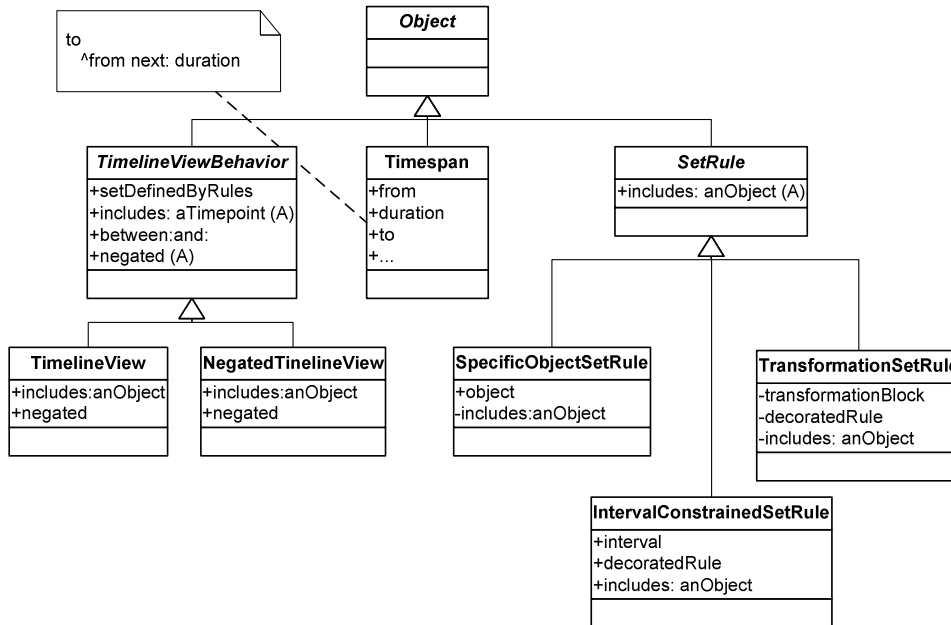 to
^from next: duration
Object
TimelineViewBehavior
+setDefinedByRules
+includes: aTimepoint (A)
+between:and:
+negated (A)
Timespan
+from
+duration
+to
+...
SetRule
+includes: anObject (A)
TimelineView
+includes:anObject
+negated
NegatedTinelineView
+includes:anObject
+negated
SpecificObjectSetRule
+object
-includes:anObject
TransformationSetRule
-transformationBlock
-decoratedRule
-includes: anObject
IntervalConstrainedSetRule
+interval
+decoratedRule
+includes: anObject